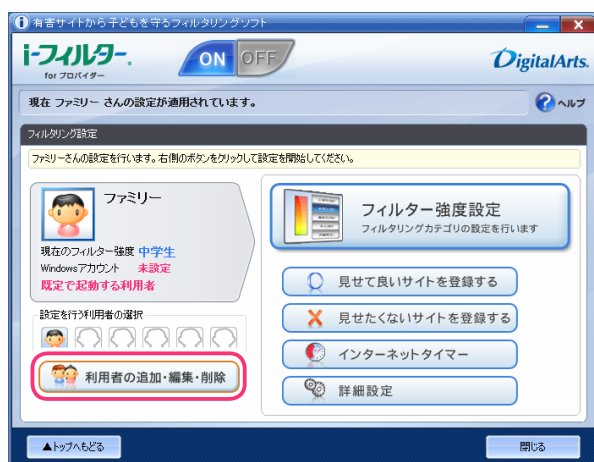 有害サイトから子どもを守るフィルタリングソフト
i-フィルター®
for プロバイダー
ON OFF
DigitalArts®
現在 ファミリー さんの設定が適用されています。
ヘルプ
フィルタリング設定
ファミリーさんの設定を行います。右側のボタンをクリックして設定を開始してください。
ファミリー
現在のフィルター強度 中学生
Windowsアカウント 未設定
既定で起動する利用者
設定を行う利用者の選択
利用者の追加・編集・削除
フィルター強度設定
フィルタリングカテゴリの設定を行います
見せて良いサイトを登録する
見せたくないサイトを登録する
インターネットタイマー
詳細設定
▲トップへもどる
閉じる